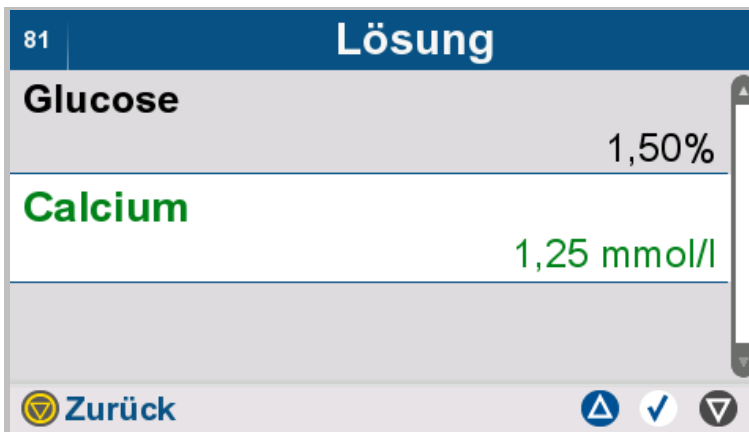 81
Lösung
Glucose
1,50%
Calcium
1,25 mmol/l
Zurück